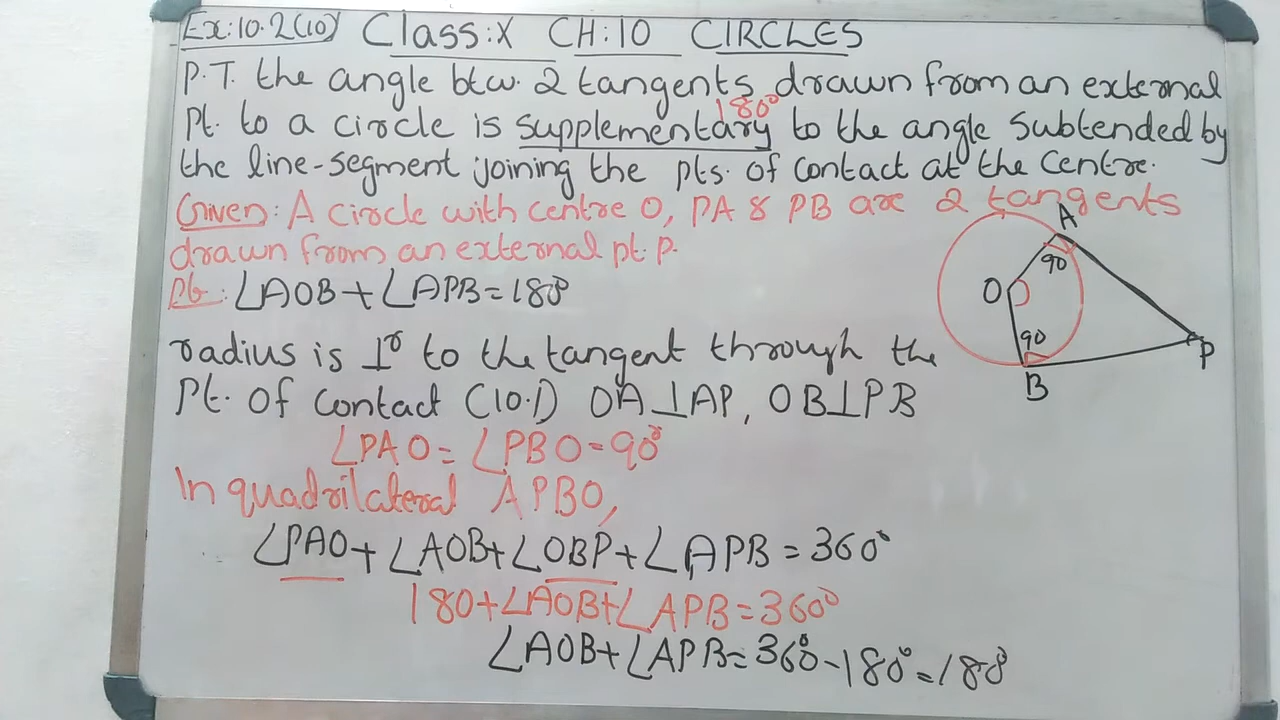 Ex:10.2(10) Class:X CH:10 CIRCLES
P.T. the angle btw. 2 tangents drawn from an external
180°
Pt. to a circle is supplementary to the angle subtended by
the line-segment joining the pts. of contact at the centre.
Given: A circle with centre O, PA & PB are 2 tangents
drawn from an external pt. P.
A
90
O
90
P
B
∠AOB + ∠APB = 180°
radius is ⊥r to the tangent through the
Pt. of contact (10.1) OA⊥AP, OB⊥PB
∠PAO = ∠PBO = 90°
In quadrilateral APBO,
∠PAO + ∠AOB + ∠OBP + ∠APB = 360°
180 + ∠AOB + ∠APB = 360°
∠AOB + ∠APB = 360° - 180° = 180°